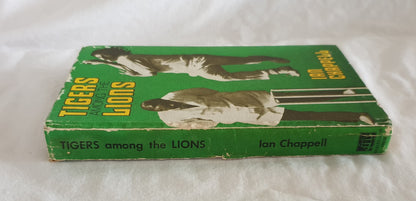 TIGERS
AMONG THE
LIONS
IAN
CHAPPELL
TIGERS among the LIONS
Ian Chappell